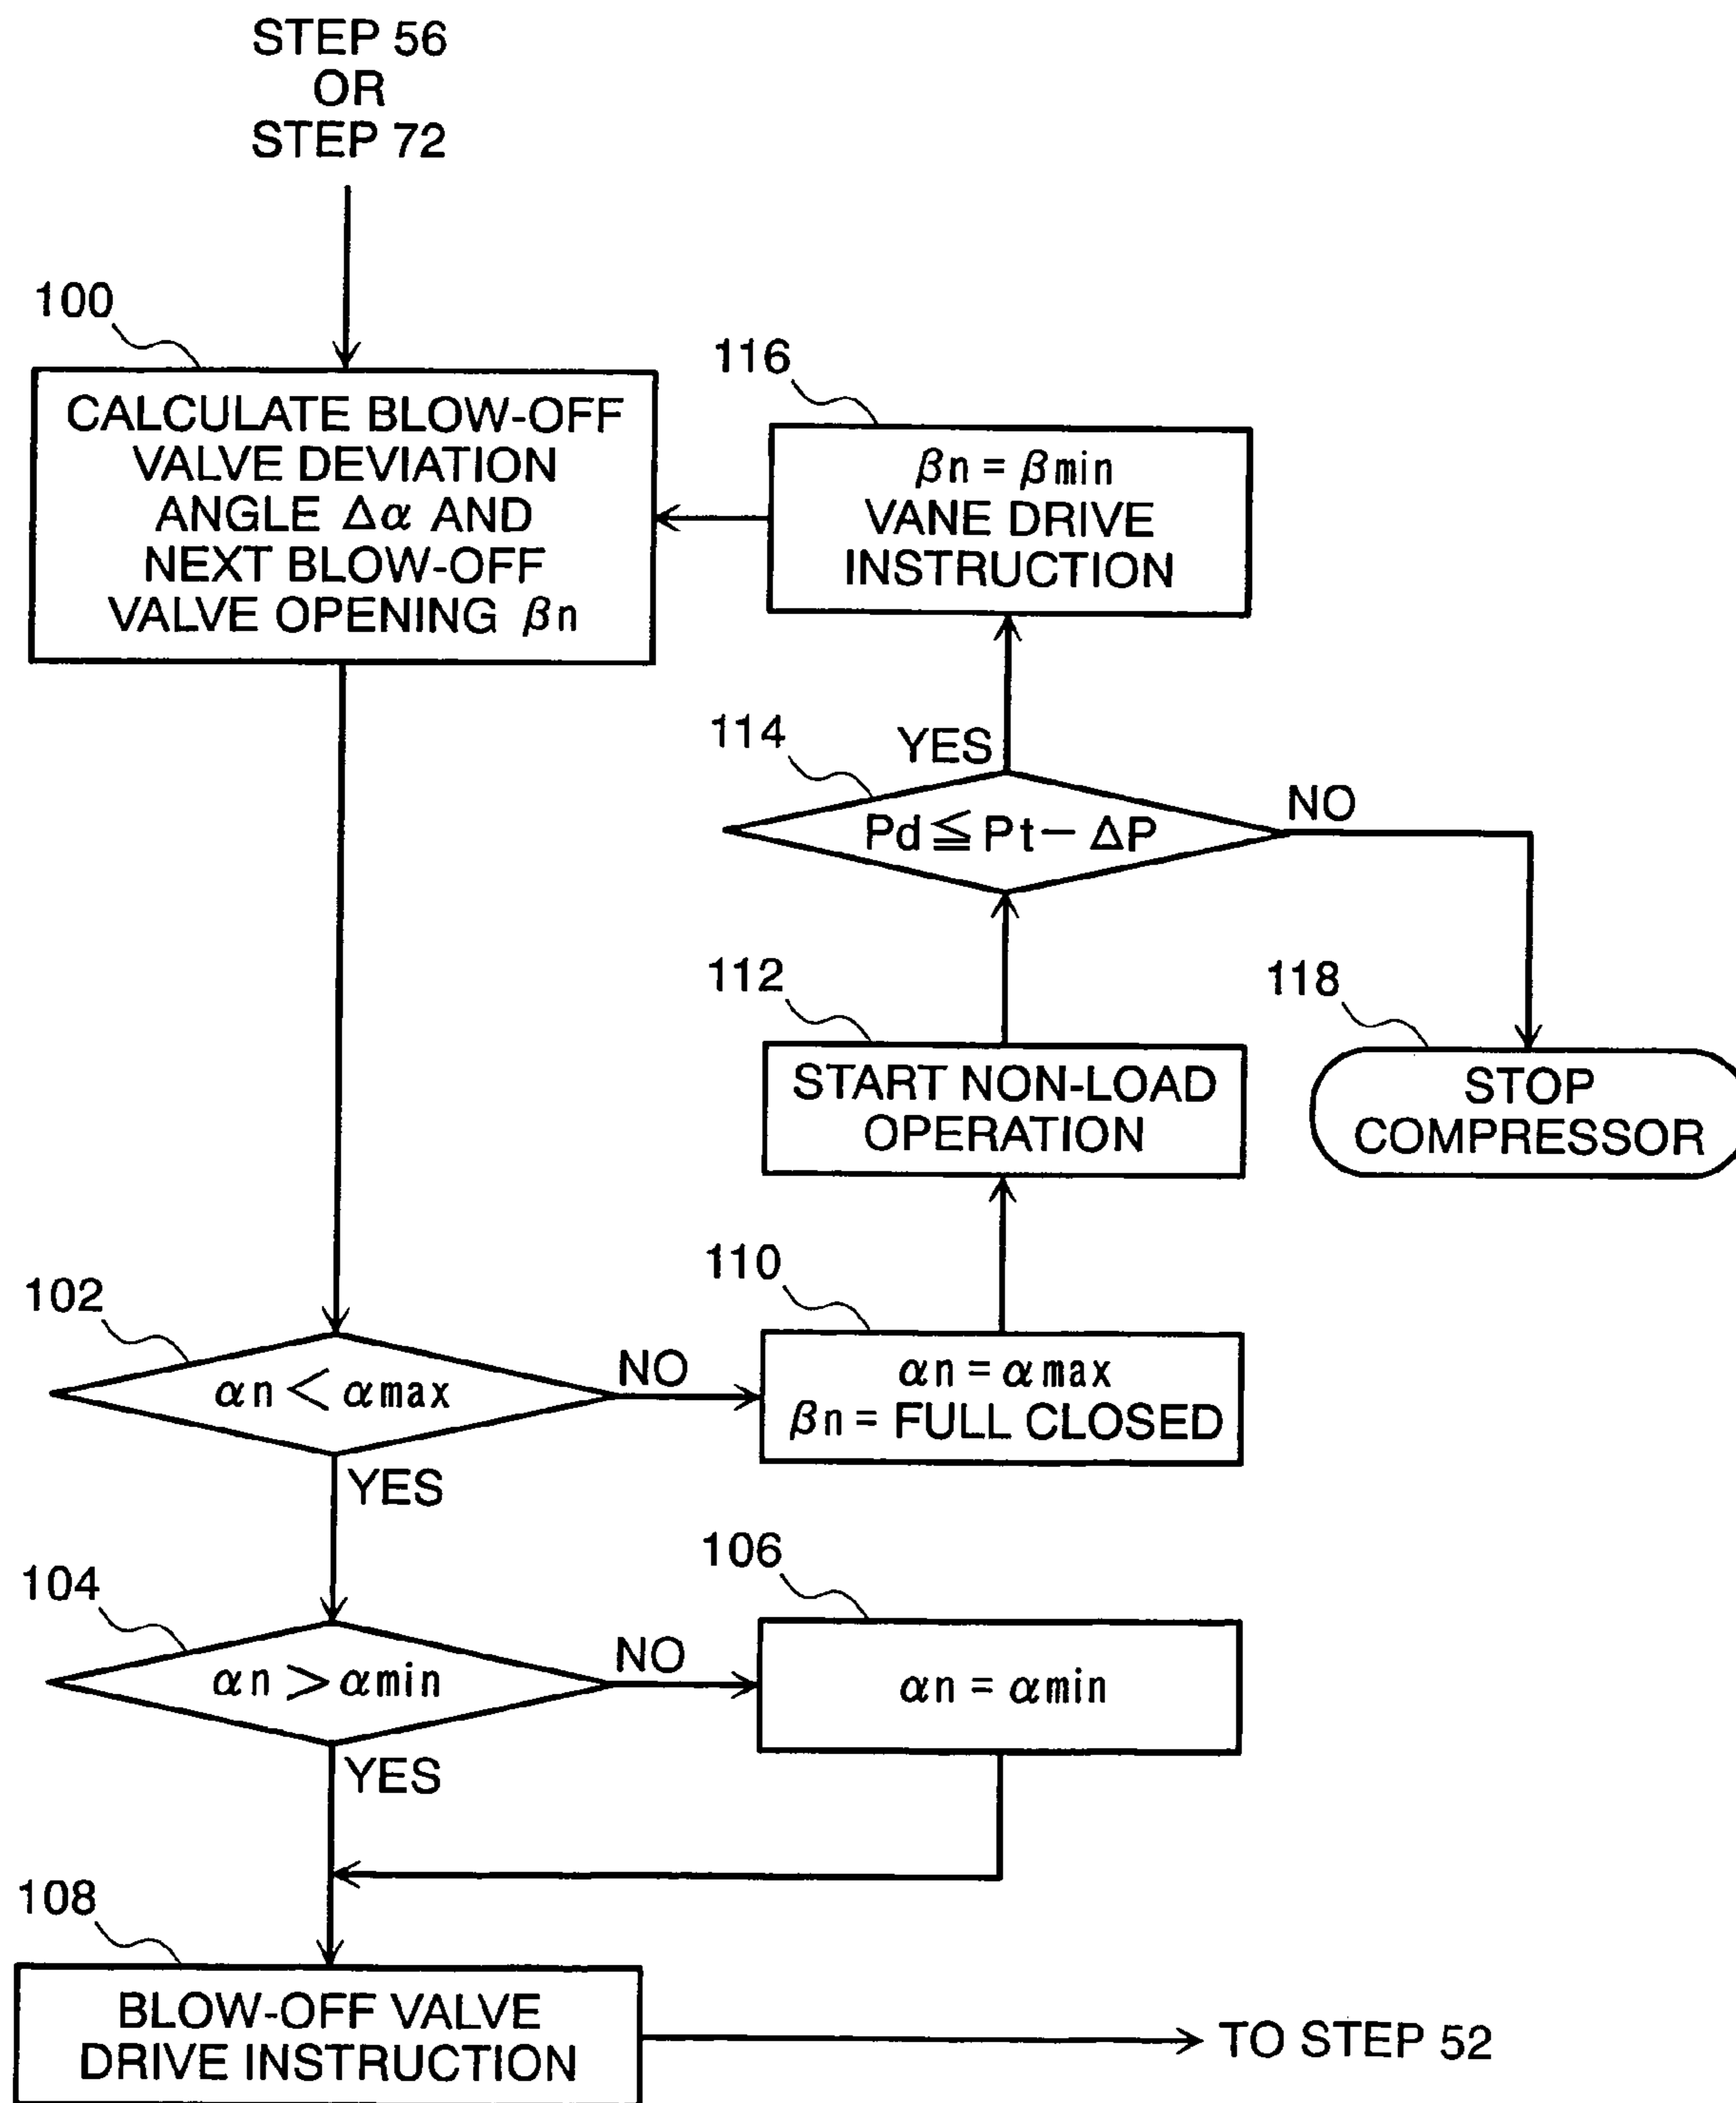 STEP 56
OR
STEP 72
100
CALCULATE BLOW-OFF
VALVE DEVIATION
ANGLE Δα AND
NEXT BLOW-OFF
VALVE OPENING βn
116
βn = βmin
VANE DRIVE
INSTRUCTION
114
YES
Pd ≦ Pt − ΔP
NO
112
START NON-LOAD
OPERATION
118
STOP
COMPRESSOR
102
αn < αmax
NO
110
αn = αmax
βn = FULL CLOSED
YES
104
αn > αmin
NO
106
αn = αmin
YES
108
BLOW-OFF VALVE
DRIVE INSTRUCTION
TO STEP 52